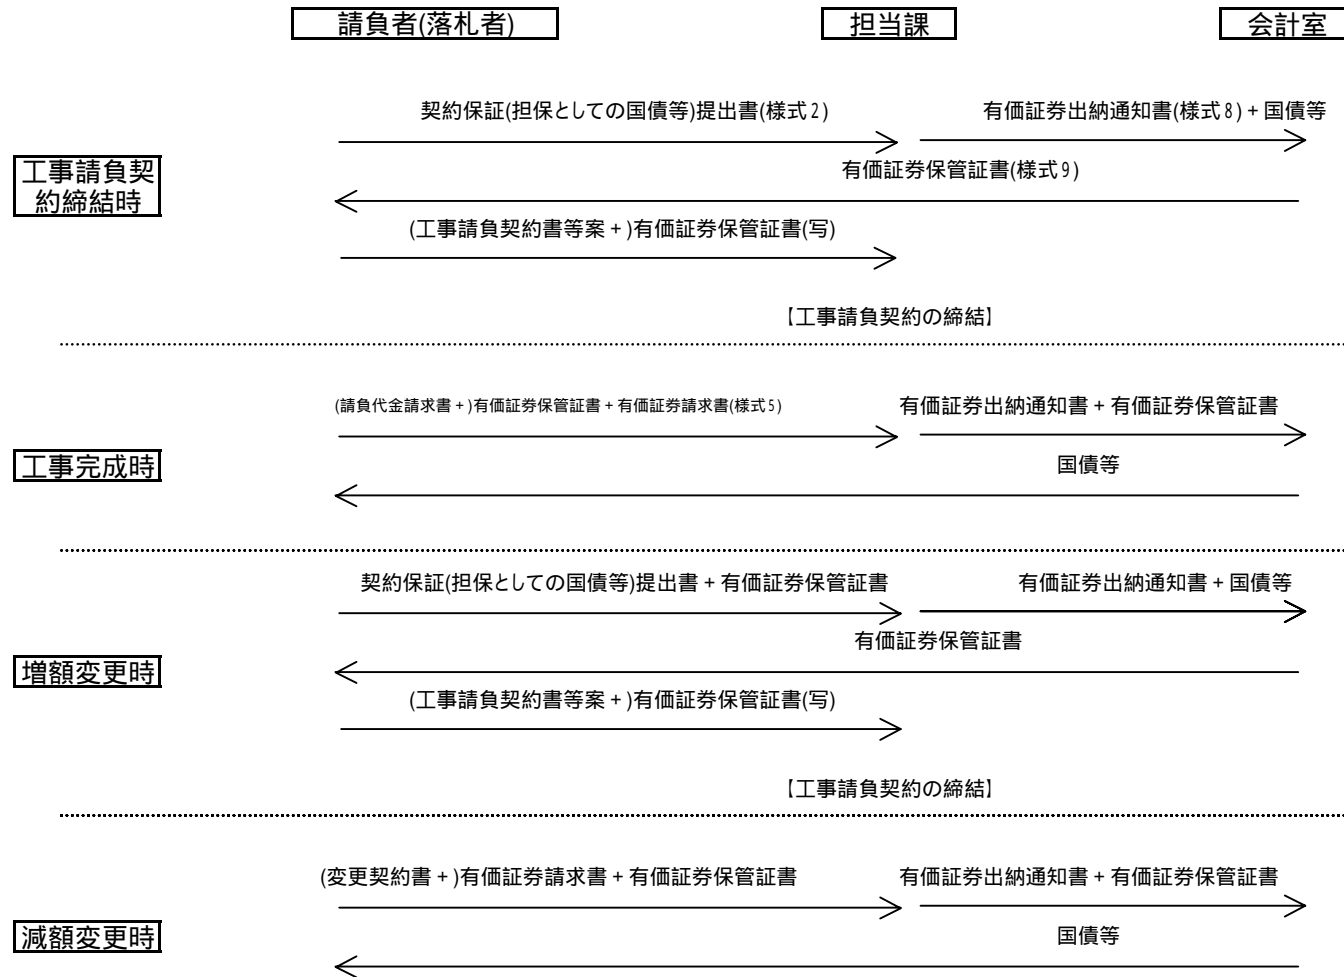 請負者(落札者)
担当課
会計室
契約保証(担保としての国債等)提出書(様式2)
有価証券出納通知書(様式8)+国債等
工事請負契
約締結時
有価証券保管証書(様式9)
(工事請負契約書等案+)有価証券保管証書(写)
【工事請負契約の締結】
(請負代金請求書+)有価証券保管証書+有価証券請求書(様式5)
有価証券出納通知書+有価証券保管証書
工事完成時
国債等
契約保証(担保としての国債等)提出書+有価証券保管証書
有価証券出納通知書+国債等
増額変更時
有価証券保管証書
(工事請負契約書等案+)有価証券保管証書(写)
【工事請負契約の締結】
(変更契約書+)有価証券請求書+有価証券保管証書
有価証券出納通知書+有価証券保管証書
減額変更時
国債等